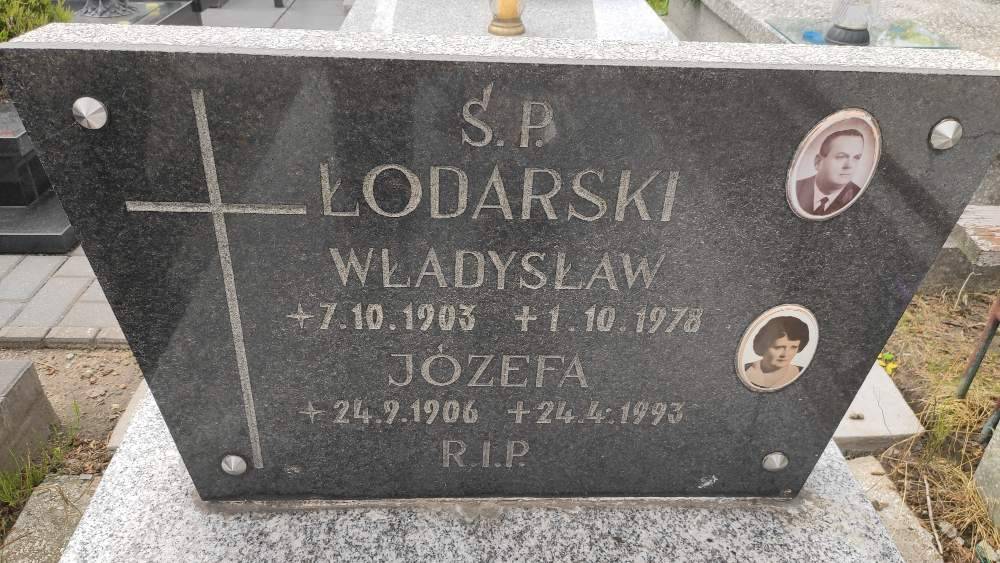 Ś.P.
ŁODARSKI
WŁADYSŁAW
7.10.1903 +1.10.1978
JÓZEFA
24.9.1906 +24.4.1993
R.I.P.